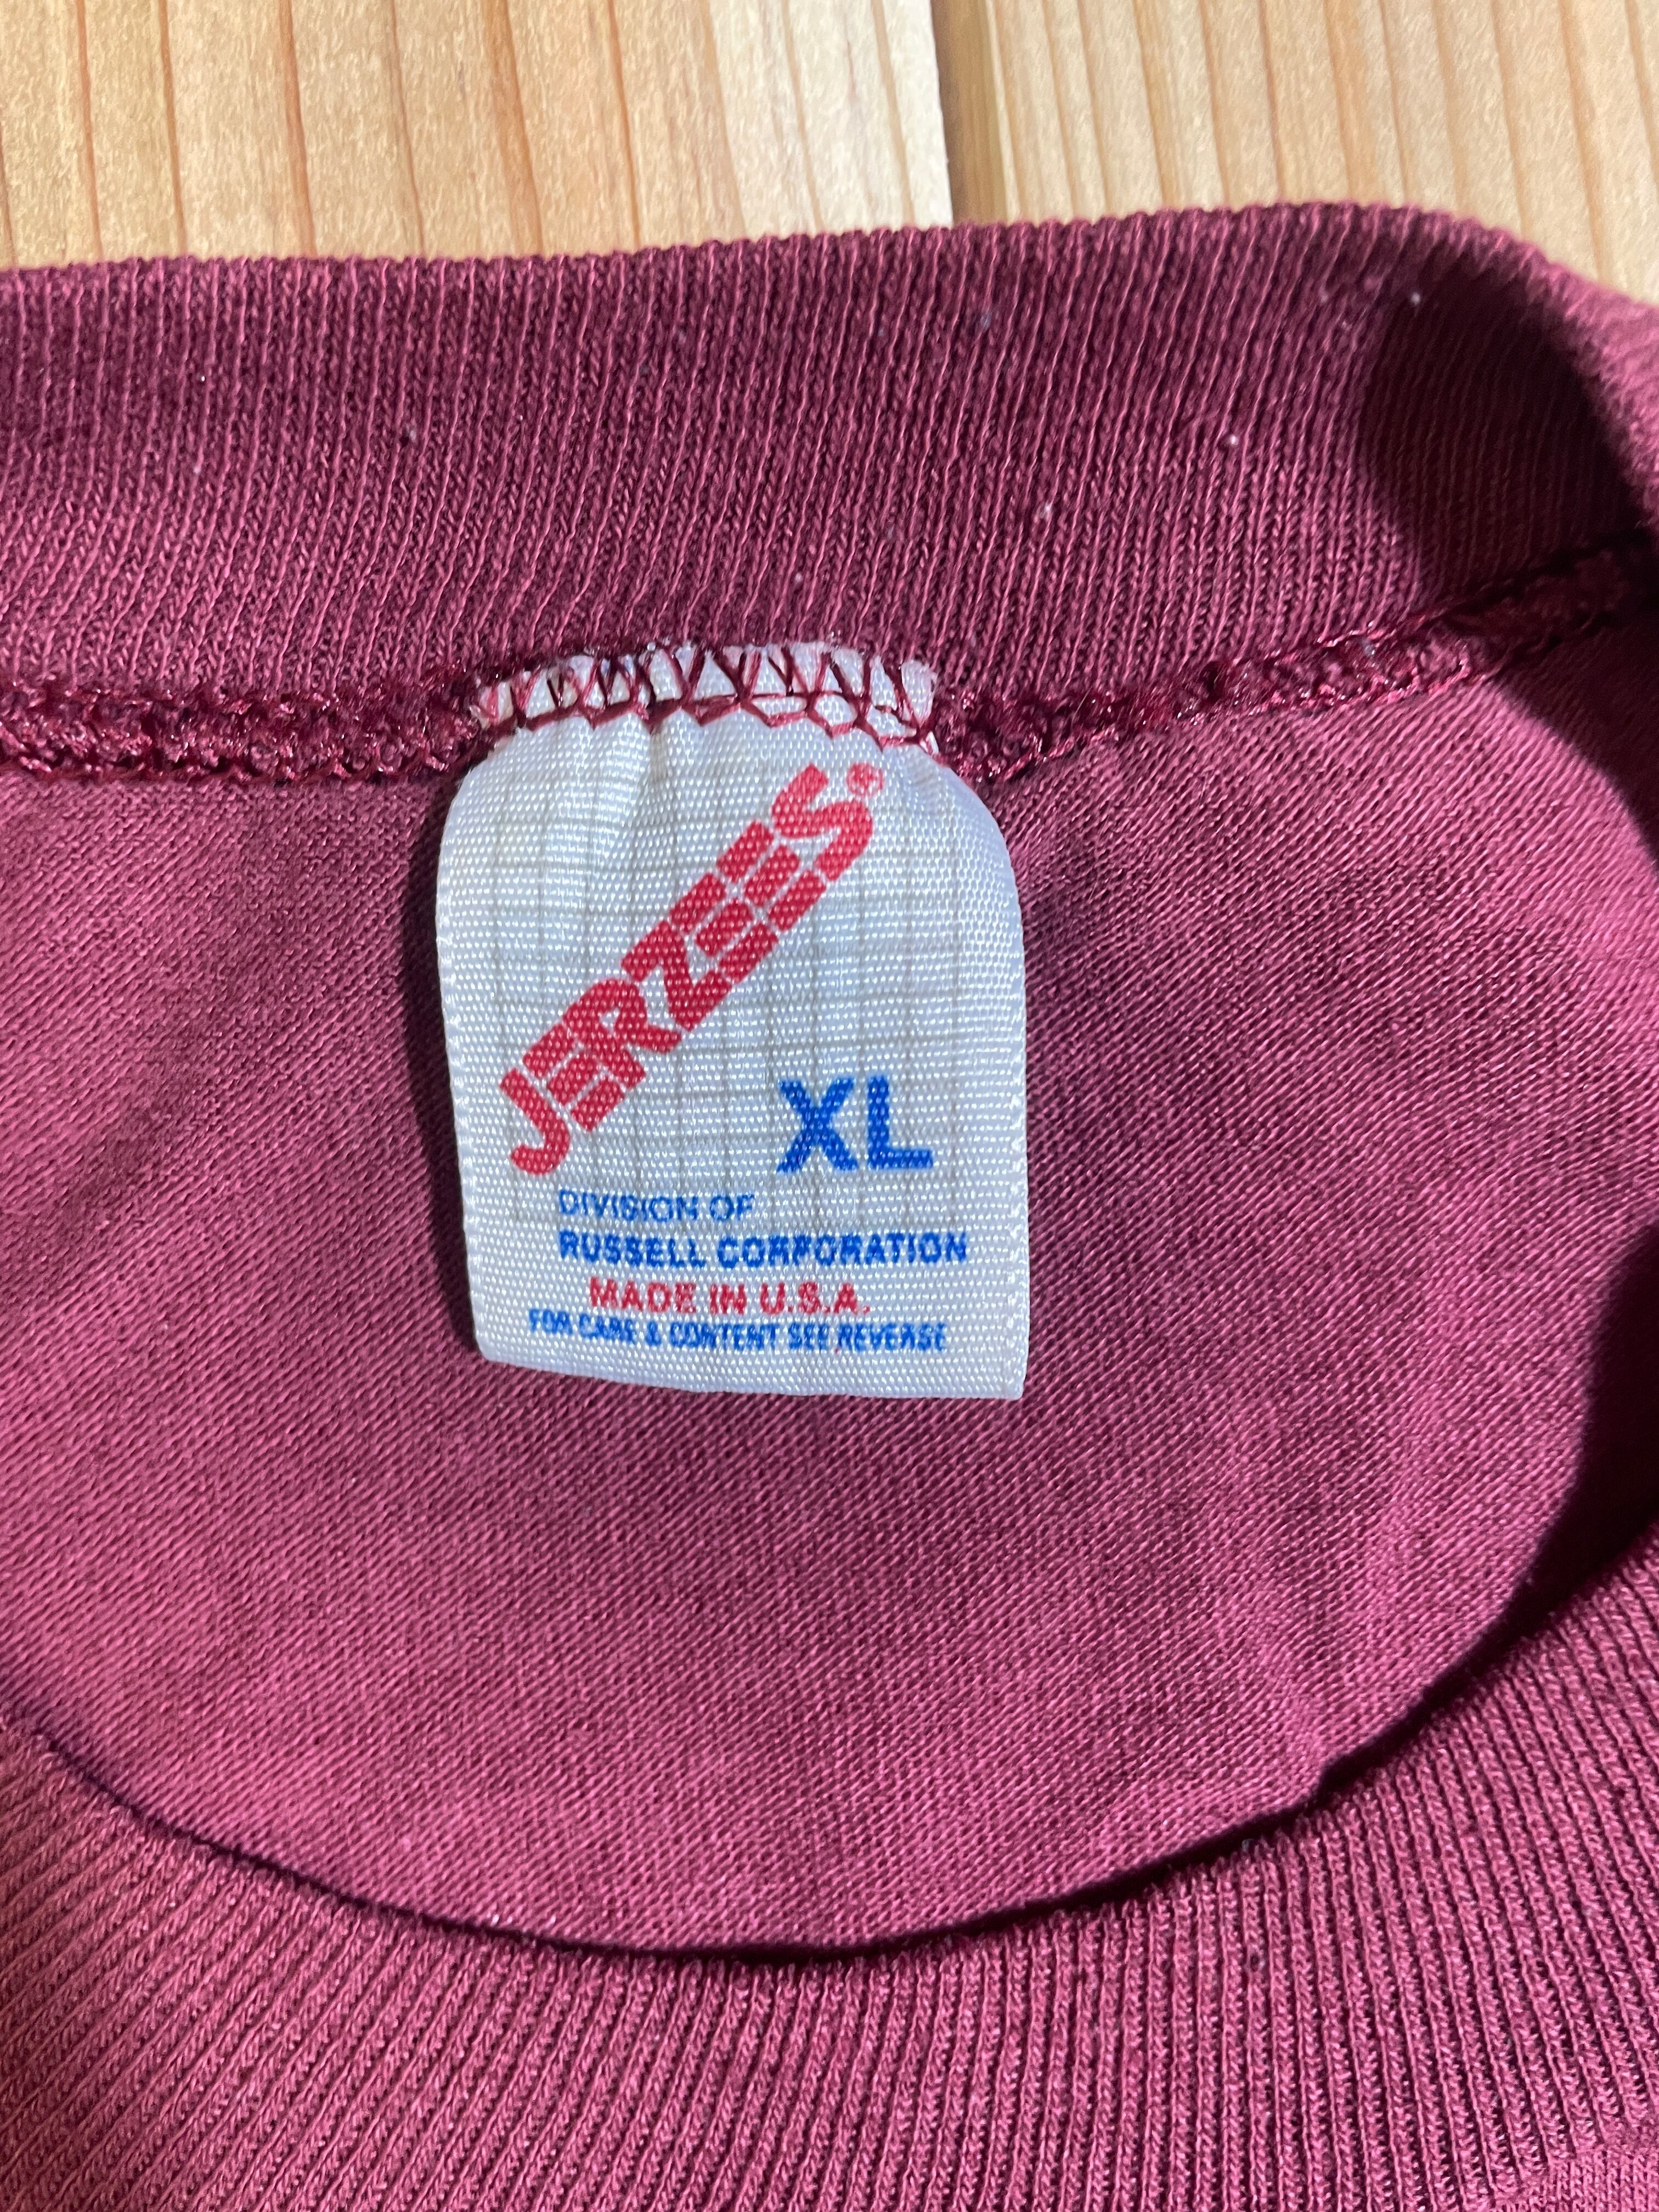 JERZEES®
XL
DIVISION OF
RUSSELL CORPORATION
MADE IN U.S.A.
FOR CARE & CONTENT SEE REVERSE